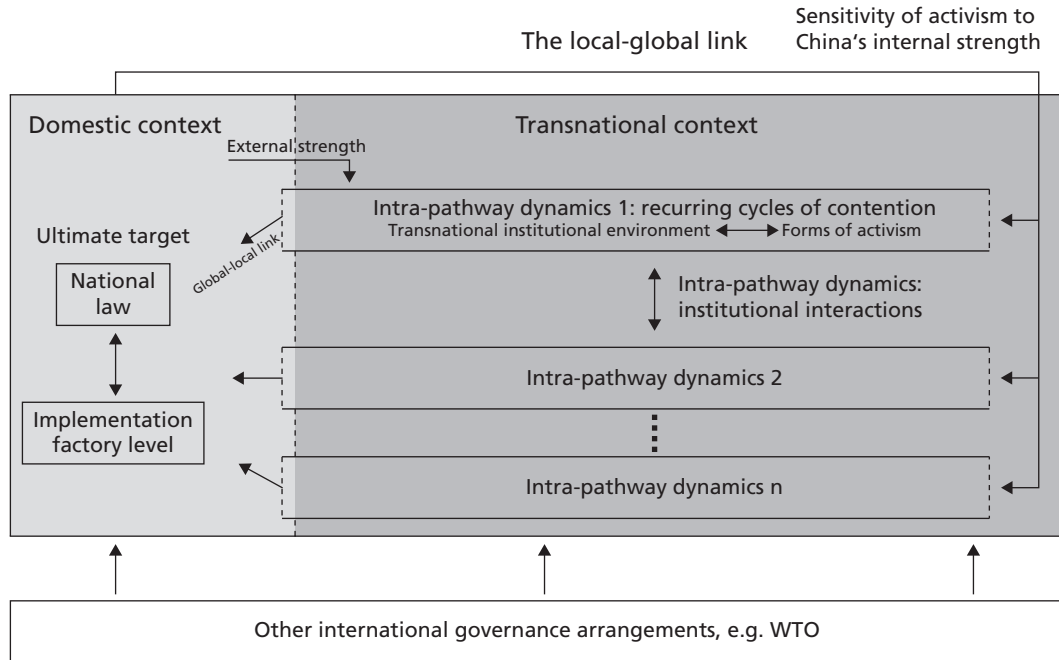 Sensitivity of activism to
The local-global link
China's internal strength
Domestic context
Transnational context
External strength
Intra-pathway dynamics 1: recurring cycles of contention
Transnational institutional environment
Forms of activism
Ultimate target
Global-local link
National
law
Intra-pathway dynamics:
institutional interactions
Intra-pathway dynamics 2
Implementation
factory level
Intra-pathway dynamics n
Other international governance arrangements, e.g. WTO